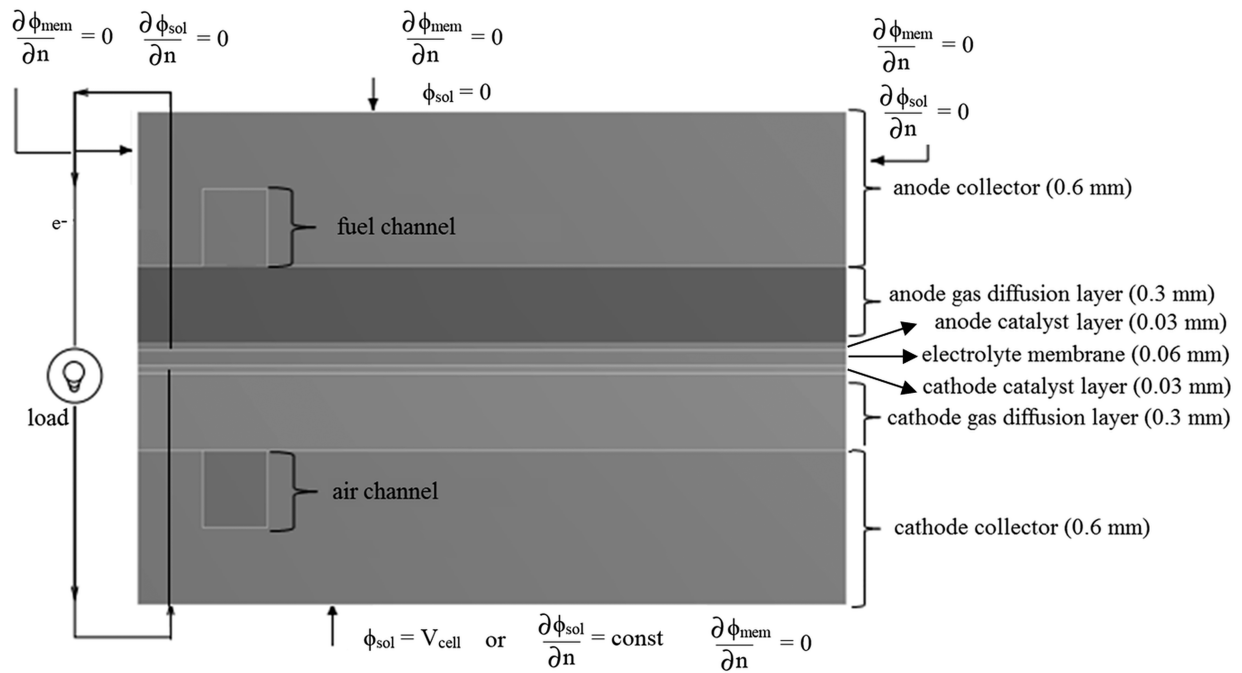 ∂ϕmem/∂n = 0   ∂ϕsol/∂n = 0
∂ϕmem/∂n = 0
ϕsol = 0
∂ϕmem/∂n = 0
∂ϕsol/∂n = 0
anode collector (0.6 mm)
e-
fuel channel
anode gas diffusion layer (0.3 mm)
anode catalyst layer (0.03 mm)
electrolyte membrane (0.06 mm)
cathode catalyst layer (0.03 mm)
load
cathode gas diffusion layer (0.3 mm)
air channel
cathode collector (0.6 mm)
ϕsol = Vcell or ∂ϕsol/∂n = const ∂ϕmem/∂n = 0